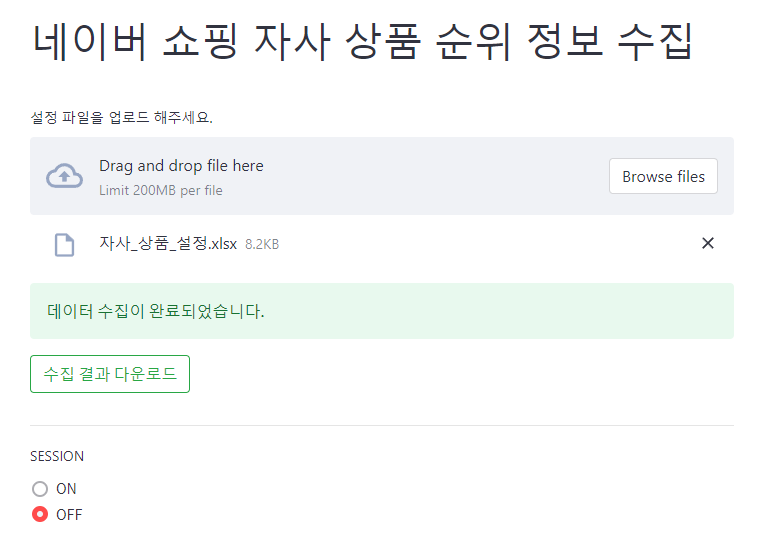 네이버 쇼핑 자사 상품 순위 정보 수집
설정 파일을 업로드 해주세요.
Drag and drop file here
Limit 200MB per file
Browse files
자사_상품_설정.xlsx 8.2KB
데이터 수집이 완료되었습니다.
수집 결과 다운로드
SESSION
ON
OFF